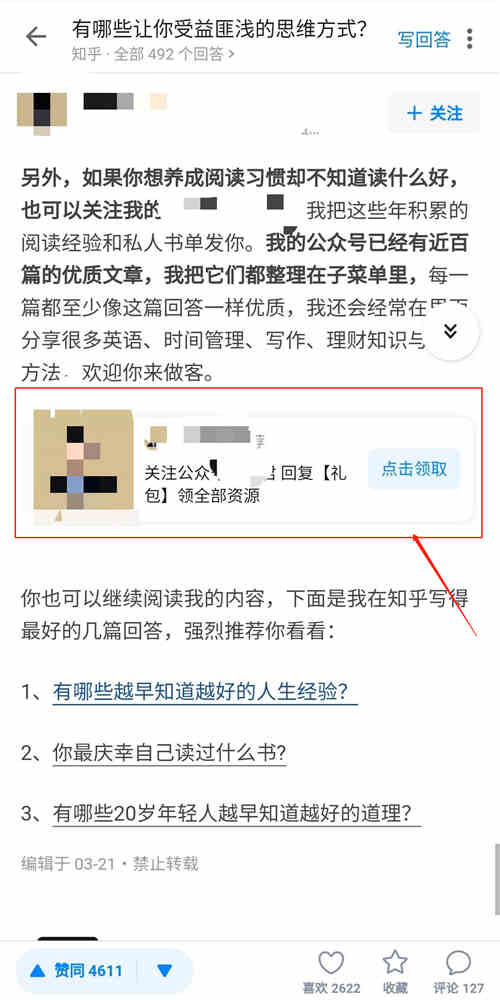 有哪些让你受益匪浅的思维方式?
知乎 · 全部 492 个回答 >
写回答
+ 关注
另外，如果你想养成阅读习惯却不知道读什么好，
也可以关注我的
我把这些年积累的
阅读经验和私人书单发你。我的公众号已经有近百
篇的优质文章，我把它们都整理在子菜单里，每一
篇都至少像这篇回答一样优质，我还会经常在
分享很多英语、时间管理、写作、理财知识与
方法．欢迎你来做客。
关注公众
回复【礼
包】领全部资源
点击领取
你也可以继续阅读我的内容，下面是我在知乎写得
最好的几篇回答，强烈推荐你看看：
1、有哪些越早知道越好的人生经验？
2、你最庆幸自己读过什么书?
3、有哪些20岁年轻人越早知道越好的道理？
编辑于 03-21 · 禁止转载
赞同 4611
喜欢 2622
收藏
评论 127